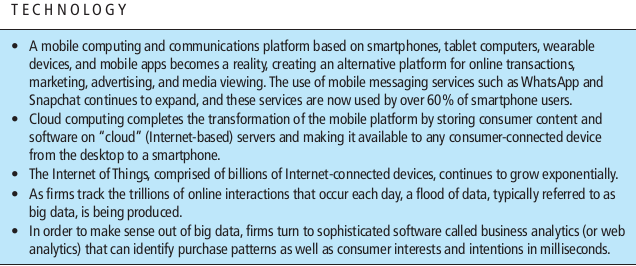 TECHNOLOGY
• A mobile computing and communications platform based on smartphones, tablet computers, wearable
devices, and mobile apps becomes a reality, creating an alternative platform for online transactions,
marketing, advertising, and media viewing. The use of mobile messaging services such as WhatsApp and
Snapchat continues to expand, and these services are now used by over 60% of smartphone users.
• Cloud computing completes the transformation of the mobile platform by storing consumer content and
software on “cloud” (Internet-based) servers and making it available to any consumer-connected device
from the desktop to a smartphone.
• The Internet of Things, comprised of billions of Internet-connected devices, continues to grow exponentially.
• As firms track the trillions of online interactions that occur each day, a flood of data, typically referred to as
big data, is being produced.
• In order to make sense out of big data, firms turn to sophisticated software called business analytics (or web
analytics) that can identify purchase patterns as well as consumer interests and intentions in milliseconds.